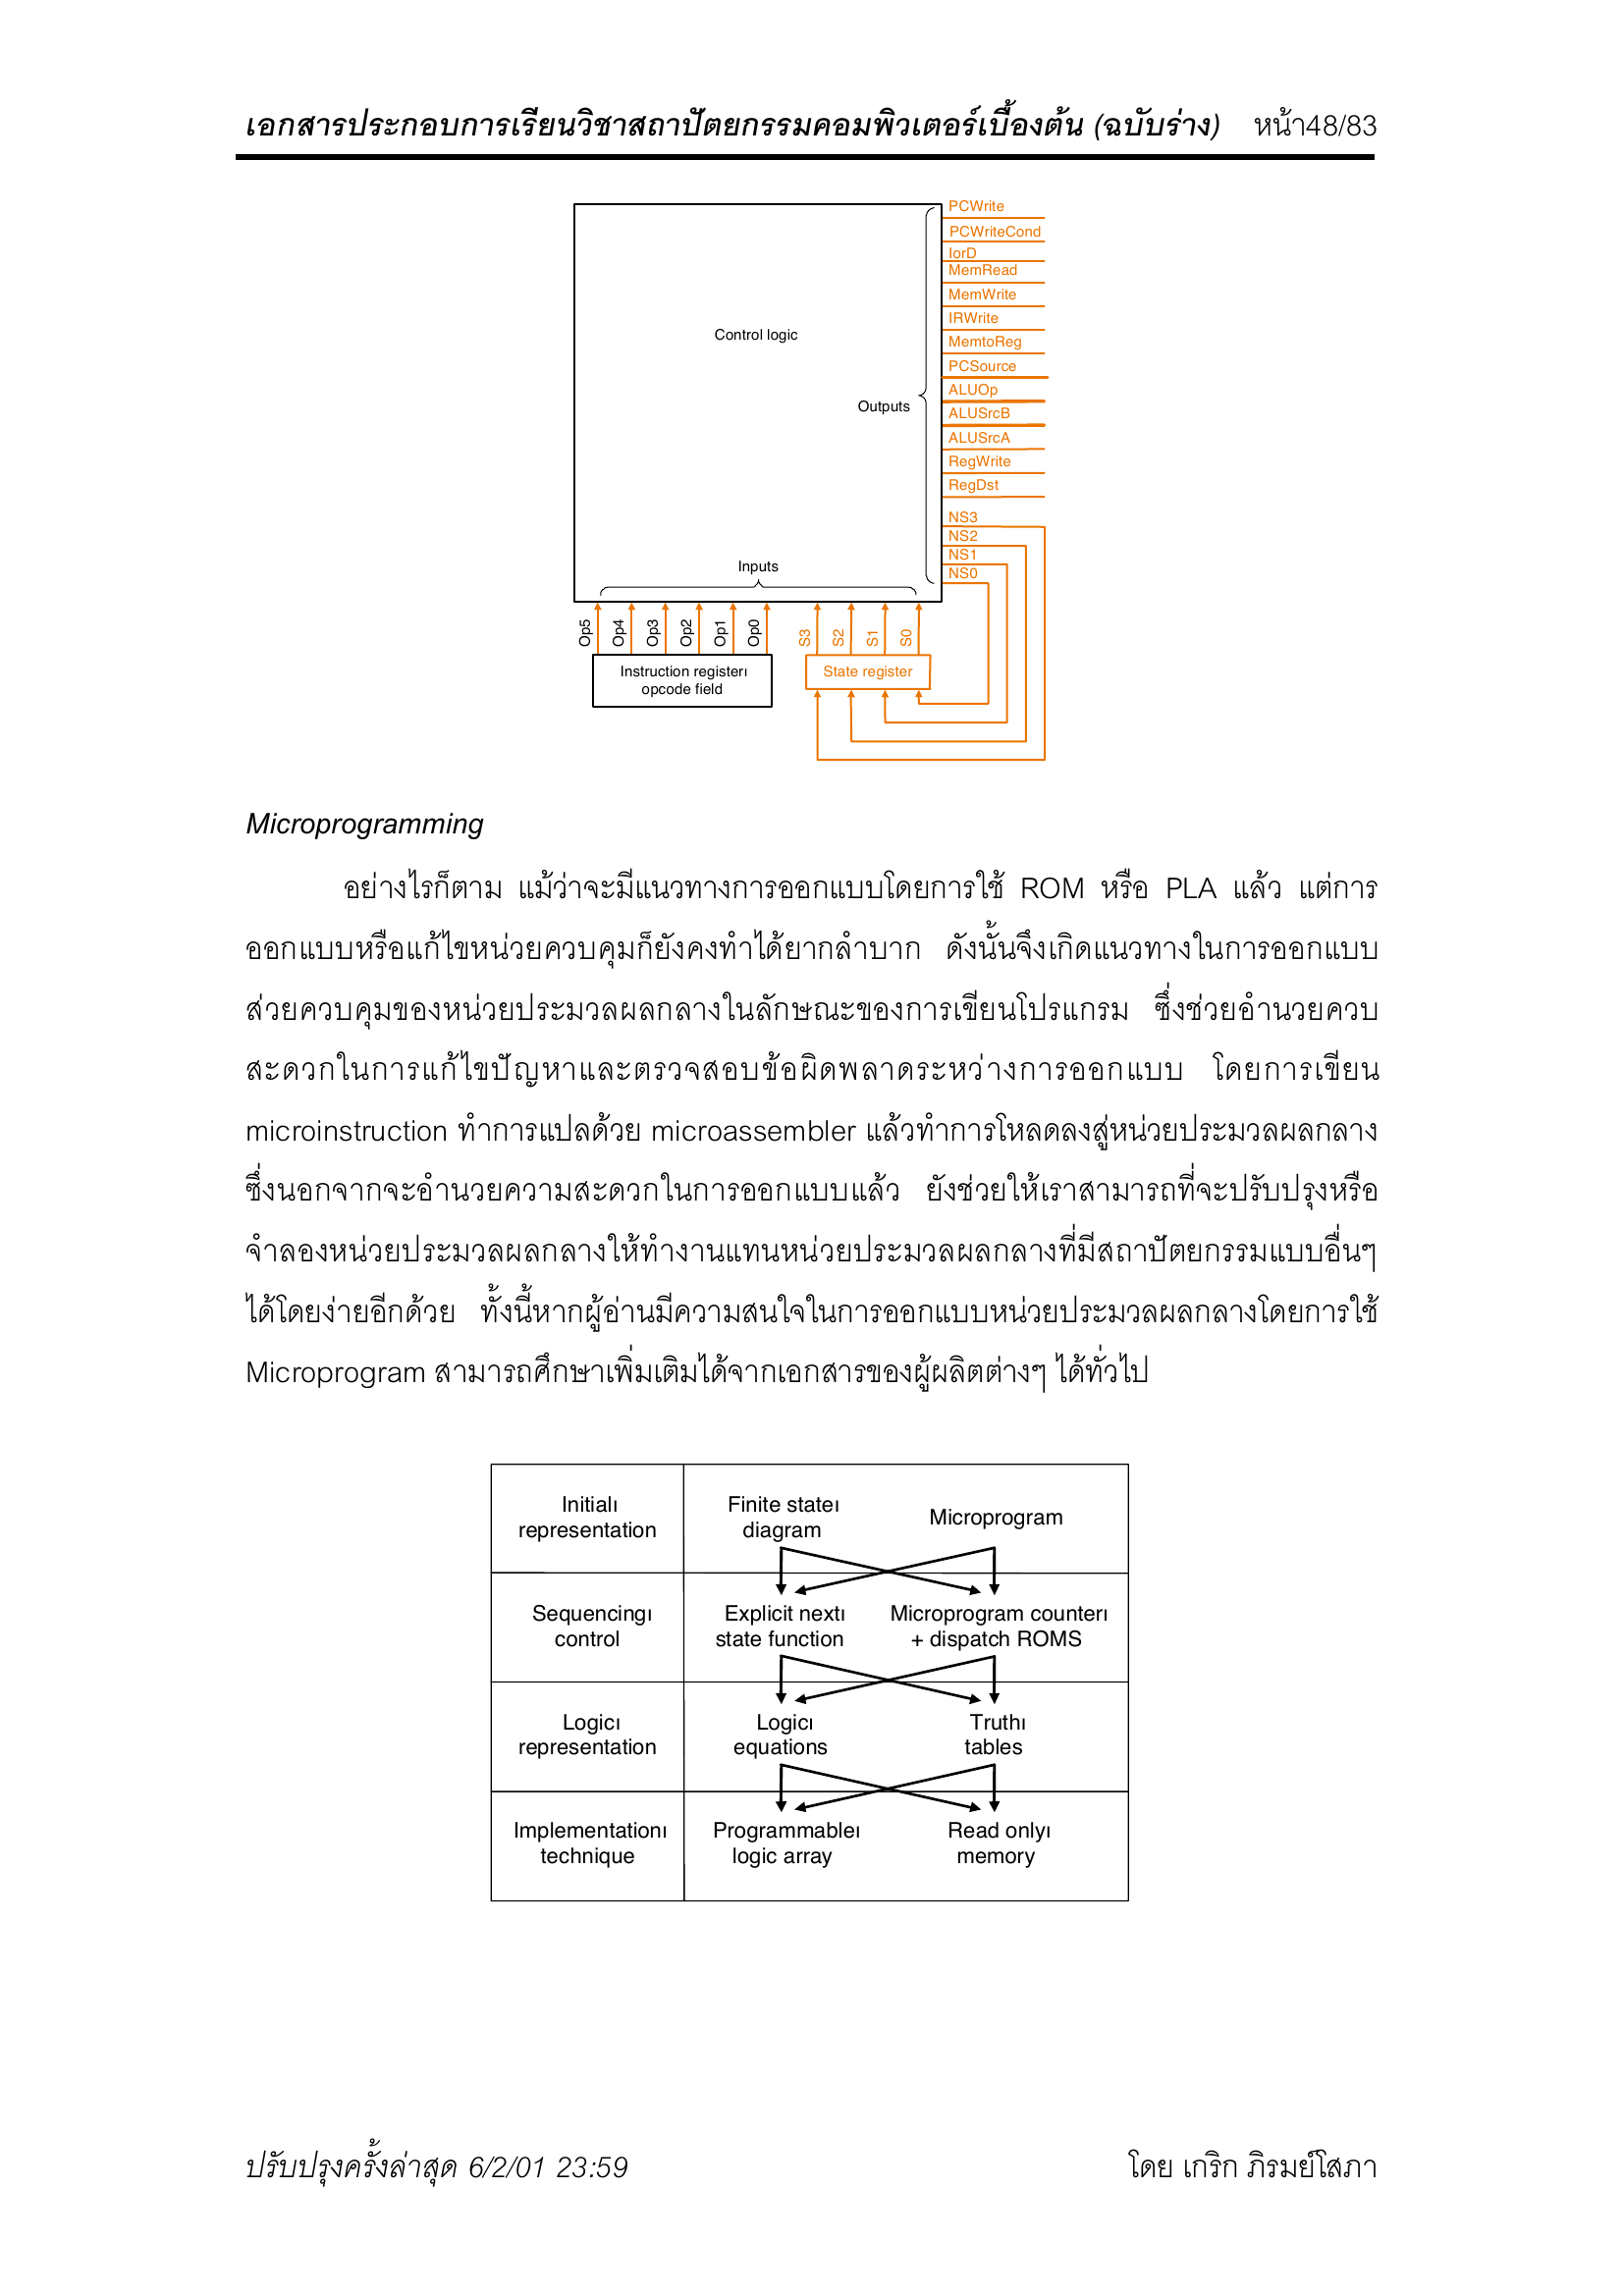 เอกสารประกอบการเรียนวิชาสถาปัตยกรรมคอมพิวเตอร์เบื้องต้น (ฉบับร่าง) หน้า48/83
PCWrite
PCWriteCond
IorD
MemRead
MemWrite
IRWrite
MemtoReg
PCSource
ALUOp
ALUSrcB
ALUSrcA
RegWrite
RegDst
NS3
NS2
NS1
NS0
Control logic
Outputs
Inputs
Op5 Op4 Op3 Op2 Op1 Op0 S3 S2 S1 S0
Instruction registerı
opcode field
State register
Microprogramming
อย่างไรก็ตาม แม้ว่าจะมีแนวทางการออกแบบโดยการใช้ ROM หรือ PLA แล้ว แต่การ
ออกแบบหรือแก้ไขหน่วยควบคุมก็ยังคงทำได้ยากลำบาก ดังนั้นจึงเกิดแนวทางในการออกแบบ
ส่วยควบคุมของหน่วยประมวลผลกลางในลักษณะของการเขียนโปรแกรม ซึ่งช่วยอำนวยควบ
สะดวกในการแก้ไขปัญหาและตรวจสอบข้อผิดพลาดระหว่างการออกแบบ โดยการเขียน
microinstruction ทำการแปลด้วย microassembler แล้วทำการโหลดลงสู่หน่วยประมวลผลกลาง
ซึ่งนอกจากจะอำนวยความสะดวกในการออกแบบแล้ว ยังช่วยให้เราสามารถที่จะปรับปรุงหรือ
จำลองหน่วยประมวลผลกลางให้ทำงานแทนหน่วยประมวลผลกลางที่มีสถาปัตยกรรมแบบอื่นๆ
ได้โดยง่ายอีกด้วย ทั้งนี้หากผู้อ่านมีความสนใจในการออกแบบหน่วยประมวลผลกลางโดยการใช้
Microprogram สามารถศึกษาเพิ่มเติมได้จากเอกสารของผู้ผลิตต่างๆ ได้ทั่วไป
Initialı
representation
Finite stateı
diagram
Microprogram
Sequencingı
control
Explicit nextı
state function
Microprogram counterı
+ dispatch ROMS
Logicı
representation
Logicı
equations
Truthı
tables
Implementationı
technique
Programmableı
logic array
Read onlyı
memory
ปรับปรุงครั้งล่าสุด 6/2/01 23:59 โดย เกริก ภิรมย์โสภา